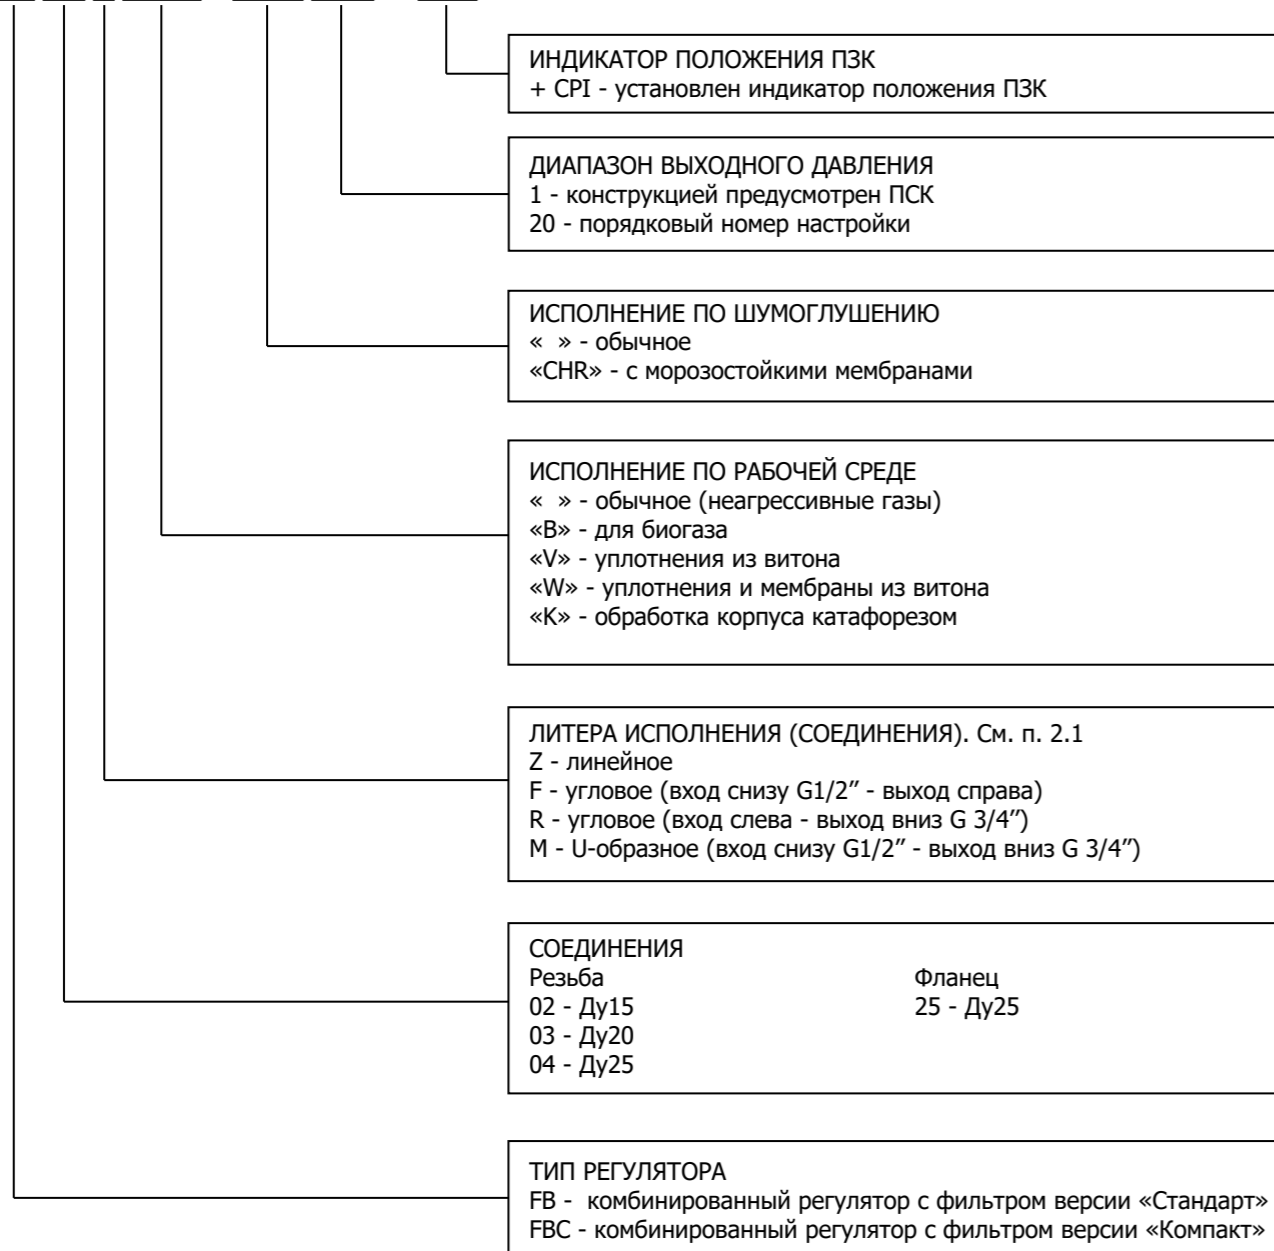 ИНДИКАТОР ПОЛОЖЕНИЯ ПЗК
+ CPI - установлен индикатор положения ПЗК
ДИАПАЗОН ВЫХОДНОГО ДАВЛЕНИЯ
1 - конструкцией предусмотрен ПСК
20 - порядковый номер настройки
ИСПОЛНЕНИЕ ПО ШУМОГЛУШЕНИЮ
«  » - обычное
«CHR» - с морозостойкими мембранами
ИСПОЛНЕНИЕ ПО РАБОЧЕЙ СРЕДЕ
«  » - обычное (неагрессивные газы)
«B» - для биогаза
«V» - уплотнения из витона
«W» - уплотнения и мембраны из витона
«K» - обработка корпуса катафорезом
ЛИТЕРА ИСПОЛНЕНИЯ (СОЕДИНЕНИЯ). См. п. 2.1
Z - линейное
F - угловое (вход снизу G1/2” - выход справа)
R - угловое (вход слева - выход вниз G 3/4”)
M - U-образное (вход снизу G1/2” - выход вниз G 3/4”)
СОЕДИНЕНИЯ
Резьба Фланец
02 - Ду15 25 - Ду25
03 - Ду20
04 - Ду25
ТИП РЕГУЛЯТОРА
FB -  комбинированный регулятор с фильтром версии «Стандарт»
FBC - комбинированный регулятор с фильтром версии «Компакт»